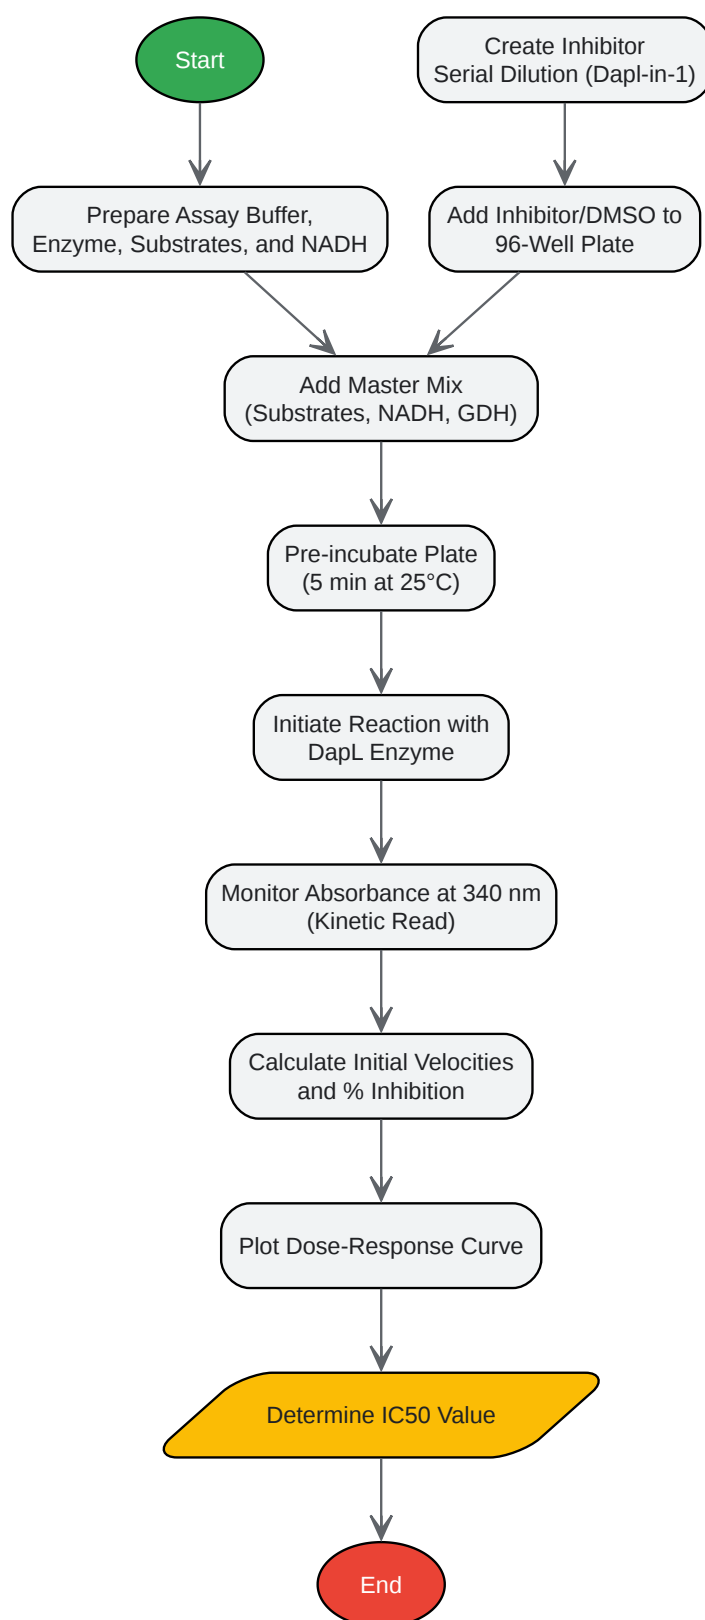 Start
Create Inhibitor
Serial Dilution (Dapl-in-1)
Prepare Assay Buffer,
Enzyme, Substrates, and NADH
Add Inhibitor/DMSO to
96-Well Plate
Add Master Mix
(Substrates, NADH, GDH)
Pre-incubate Plate
(5 min at 25°C)
Initiate Reaction with
DapL Enzyme
Monitor Absorbance at 340 nm
(Kinetic Read)
Calculate Initial Velocities
and % Inhibition
Plot Dose-Response Curve
Determine IC50 Value
End